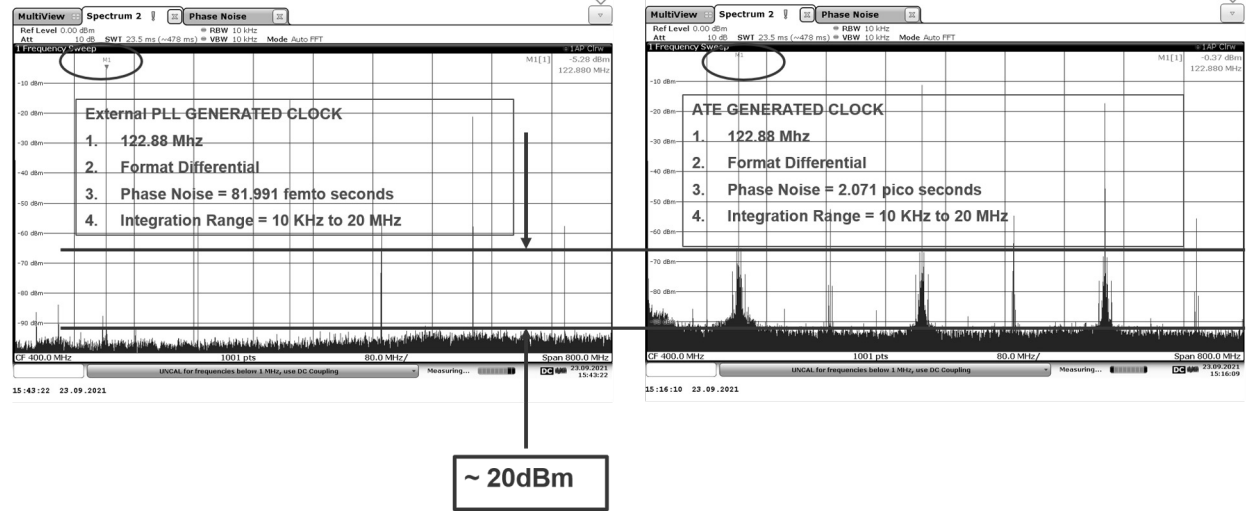 MultiView
Spectrum 2
Phase Noise
Ref Level 0.00 dBm
RBW 10 kHz
Att 10 dB SWT 23.5 ms (~478 ms) VBW 10 kHz Mode Auto FFT
1 Frequency Sweep
1AP Clrw
M1
M1[1] -5.28 dBm
122.880 MHz
-10 dBm
-20 dBm
-30 dBm
-40 dBm
-50 dBm
-60 dBm
-70 dBm
-80 dBm
-90 dBm
External PLL GENERATED CLOCK
1. 122.88 Mhz
2. Format Differential
3. Phase Noise = 81.991 femto seconds
4. Integration Range = 10 KHz to 20 MHz
CF 400.0 MHz 1001 pts 80.0 MHz/ Span 800.0 MHz
UNCAL for frequencies below 1 MHz, use DC Coupling
Measuring...
DC
23.09.2021
15:43:22
15:43:22 23.09.2021
MultiView
Spectrum 2
Phase Noise
Ref Level 0.00 dBm
RBW 10 kHz
Att 10 dB SWT 23.5 ms (~478 ms) VBW 10 kHz Mode Auto FFT
1 Frequency Sweep
1AP Clrw
M1
M1[1] -0.37 dBm
122.880 MHz
-10 dBm
-20 dBm
-30 dBm
-40 dBm
-50 dBm
-60 dBm
-70 dBm
-80 dBm
ATE GENERATED CLOCK
1. 122.88 Mhz
2. Format Differential
3. Phase Noise = 2.071 pico seconds
4. Integration Range = 10 KHz to 20 MHz
CF 400.0 MHz 1001 pts 80.0 MHz/ Span 800.0 MHz
UNCAL for frequencies below 1 MHz, use DC Coupling
Measuring...
DC
23.09.2021
15:16:09
15:16:10 23.09.2021
~ 20dBm